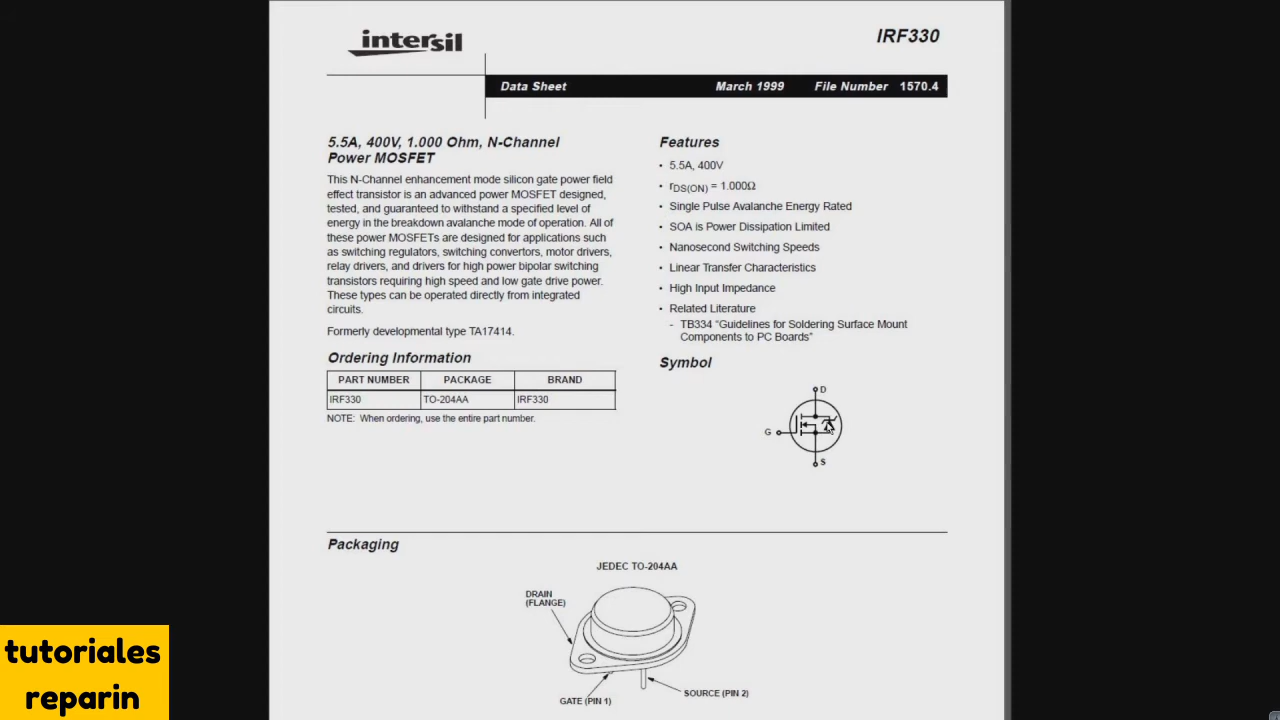 intersil
IRF330
Data Sheet March 1999 File Number 1570.4
5.5A, 400V, 1.000 Ohm, N-Channel
Power MOSFET
This N-Channel enhancement mode silicon gate power field
effect transistor is an advanced power MOSFET designed,
tested, and guaranteed to withstand a specified level of
energy in the breakdown avalanche mode of operation. All of
these power MOSFETs are designed for applications such
as switching regulators, switching convertors, motor drivers,
relay drivers, and drivers for high power bipolar switching
transistors requiring high speed and low gate drive power.
These types can be operated directly from integrated
circuits.
Formerly developmental type TA17414.
Ordering Information
PART NUMBER PACKAGE BRAND
IRF330 TO-204AA IRF330
NOTE: When ordering, use the entire part number.
Features
• 5.5A, 400V
• rDS(ON) = 1.000Ω
• Single Pulse Avalanche Energy Rated
• SOA is Power Dissipation Limited
• Nanosecond Switching Speeds
• Linear Transfer Characteristics
• High Input Impedance
• Related Literature
- TB334 “Guidelines for Soldering Surface Mount
Components to PC Boards”
Symbol
D
G
S
Packaging
JEDEC TO-204AA
DRAIN
(FLANGE)
GATE (PIN 1)
SOURCE (PIN 2)
tutoriales
reparin